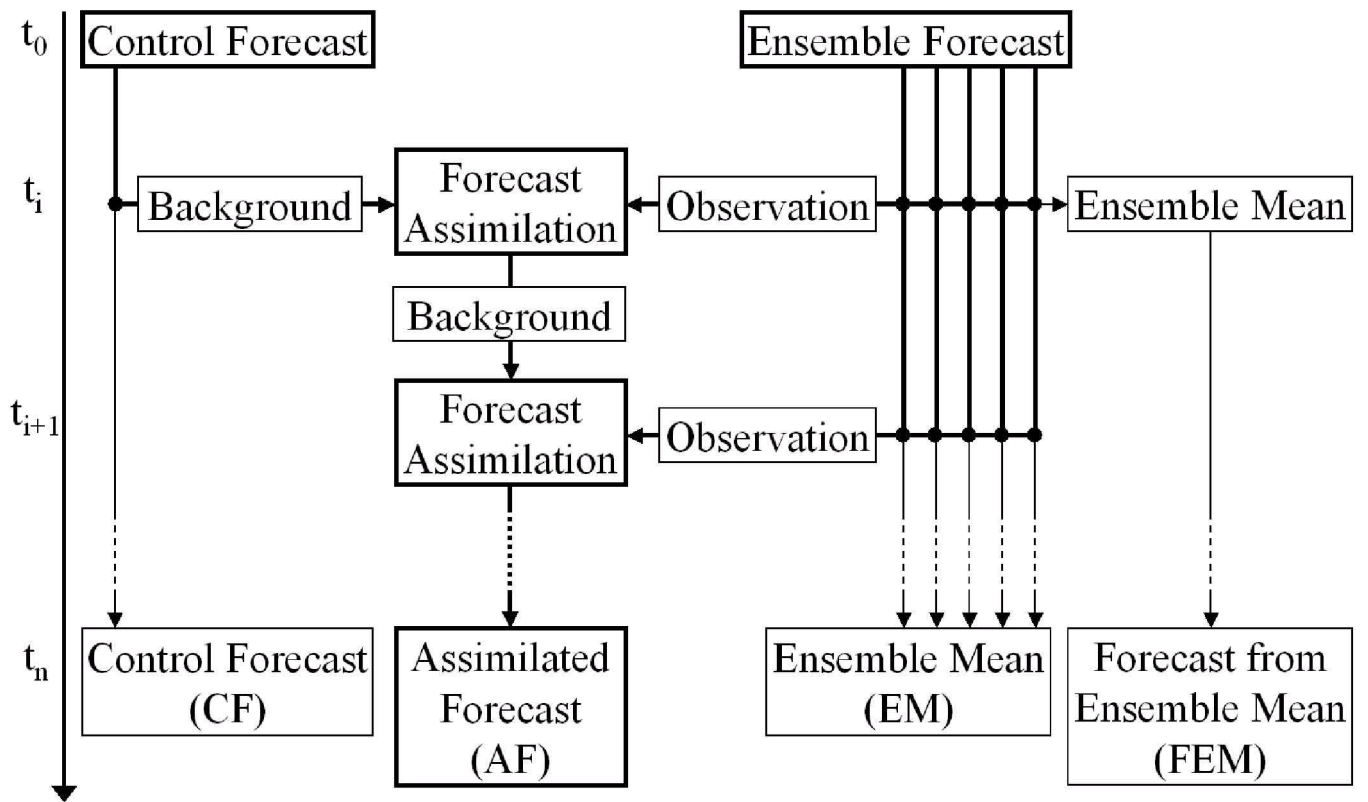 t0
Control Forecast
Ensemble Forecast
ti
Background
Forecast
Assimilation
Observation
Ensemble Mean
Background
ti+1
Forecast
Assimilation
Observation
tn
Control Forecast
(CF)
Assimilated
Forecast
(AF)
Ensemble Mean
(EM)
Forecast from
Ensemble Mean
(FEM)